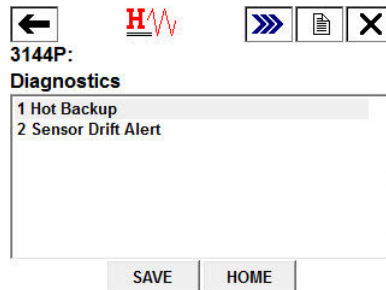 H
3144P:
Diagnostics
1 Hot Backup
2 Sensor Drift Alert
SAVE HOME